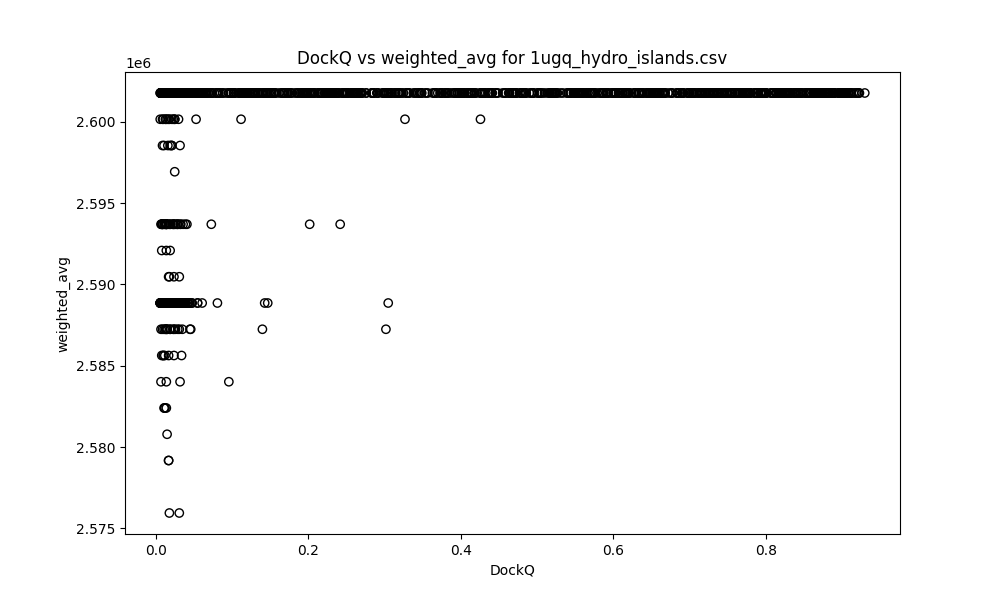 DockQ vs weighted_avg for 1ugq_hydro_islands.csv
1e6
2.600
2.595
2.590
2.585
2.580
2.575
weighted_avg
0.0 0.2 0.4 0.6 0.8
DockQ